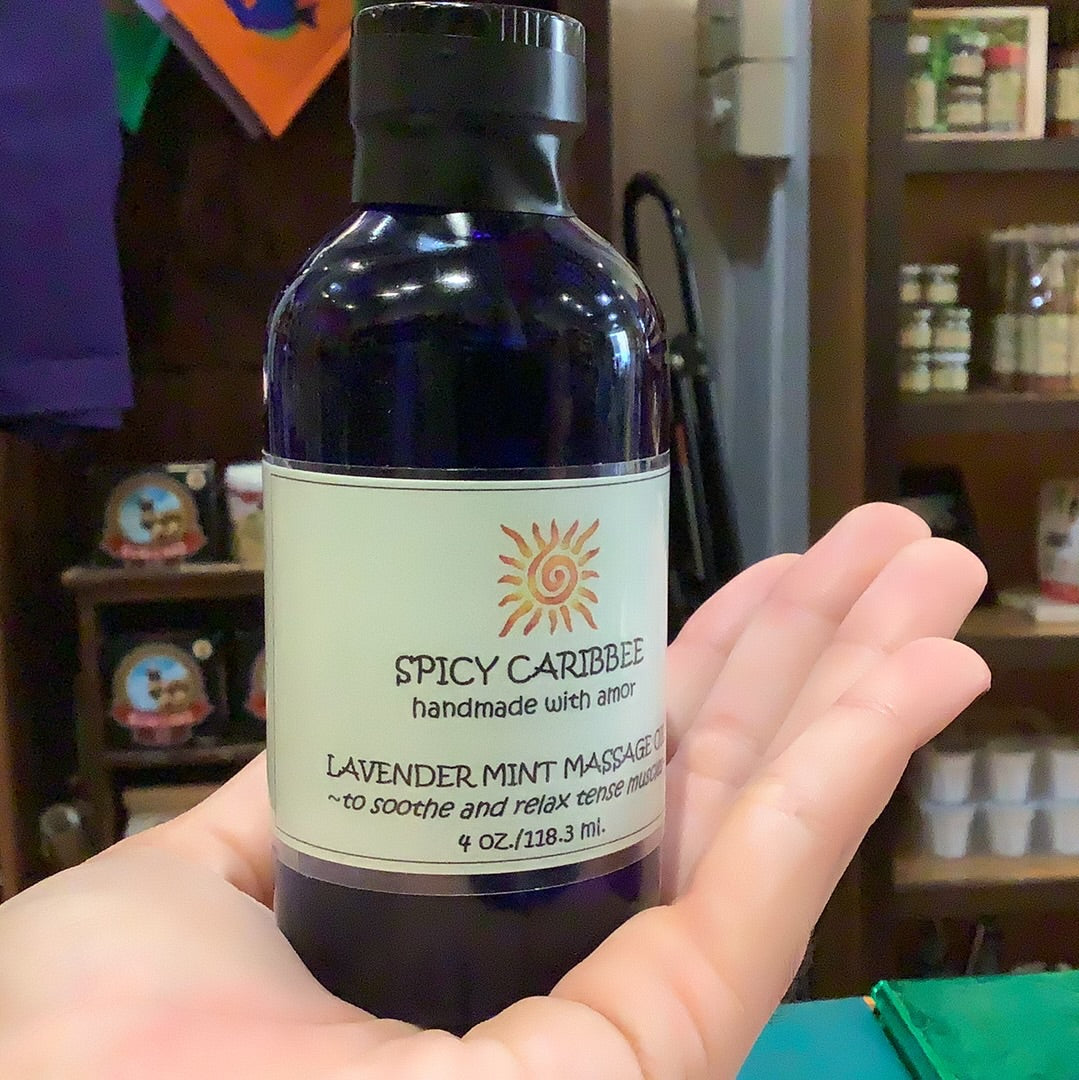 SPICY CARIBBEE
handmade with amor
LAVENDER MINT MASSAGE
~to soothe and relax tense
4 OZ./118.3 ml.